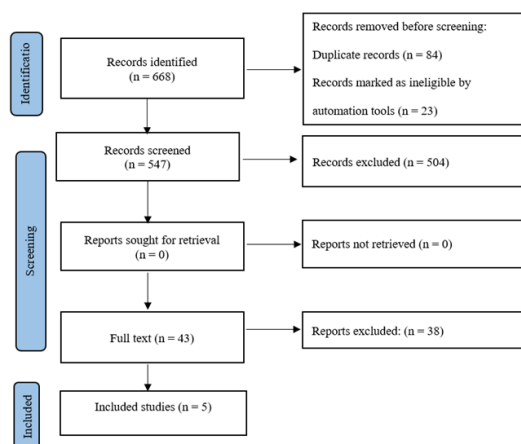 Identificatio
Records identified
(n = 668)
Records removed before screening:
Duplicate records (n = 84)
Records marked as ineligible by
automation tools (n = 23)
Screening
Records screened
(n = 547)
Records excluded (n = 504)
Reports sought for retrieval
(n = 0)
Reports not retrieved (n = 0)
Full text (n = 43)
Reports excluded: (n = 38)
Included
Included studies (n = 5)